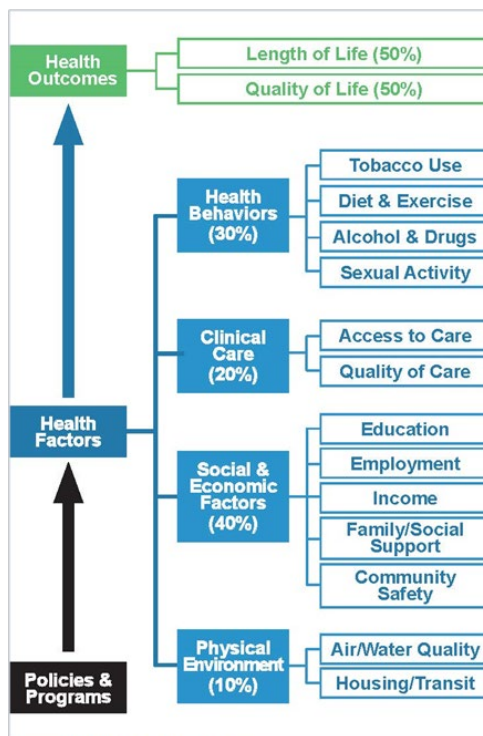 Health
Outcomes
Length of Life (50%)
Quality of Life (50%)
Health
Behaviors
(30%)
Tobacco Use
Diet & Exercise
Alcohol & Drugs
Sexual Activity
Clinical
Care
(20%)
Access to Care
Quality of Care
Health
Factors
Social &
Economic
Factors
(40%)
Education
Employment
Income
Family/Social
Support
Community
Safety
Physical
Environment
(10%)
Air/Water Quality
Housing/Transit
Policies &
Programs